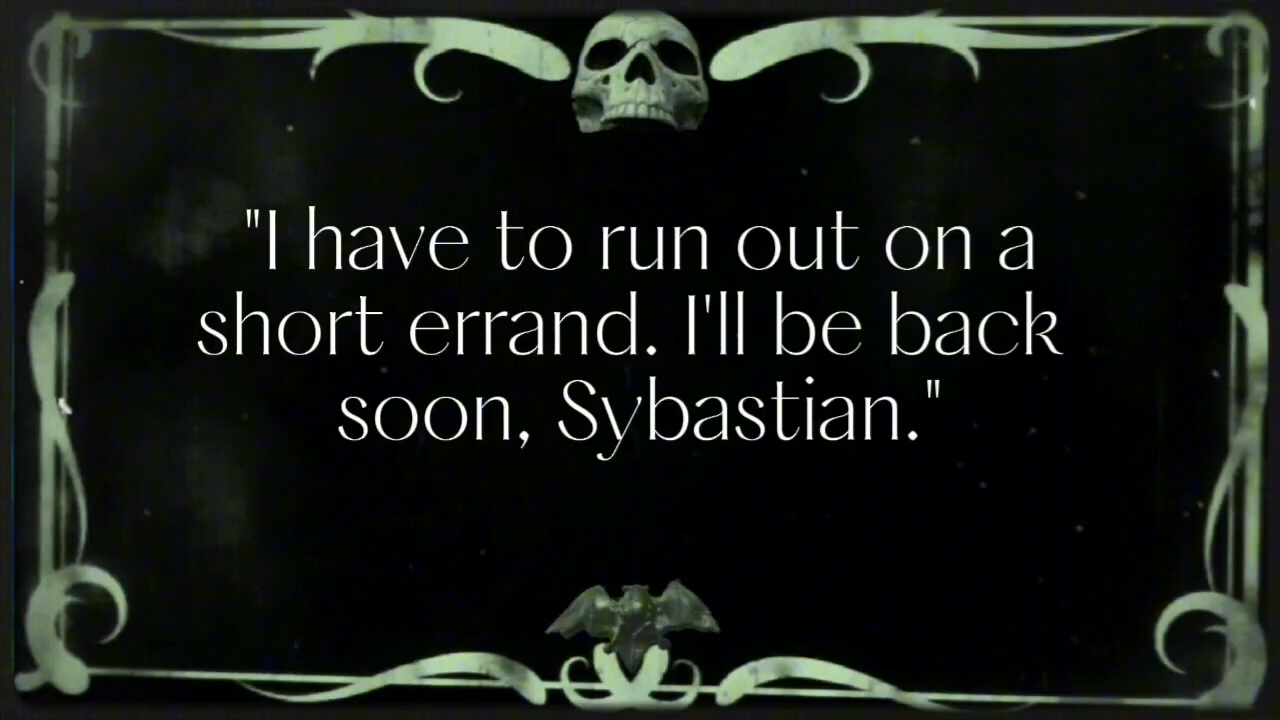 "I have to run out on a
short errand. I'll be back
soon, Sybastian."